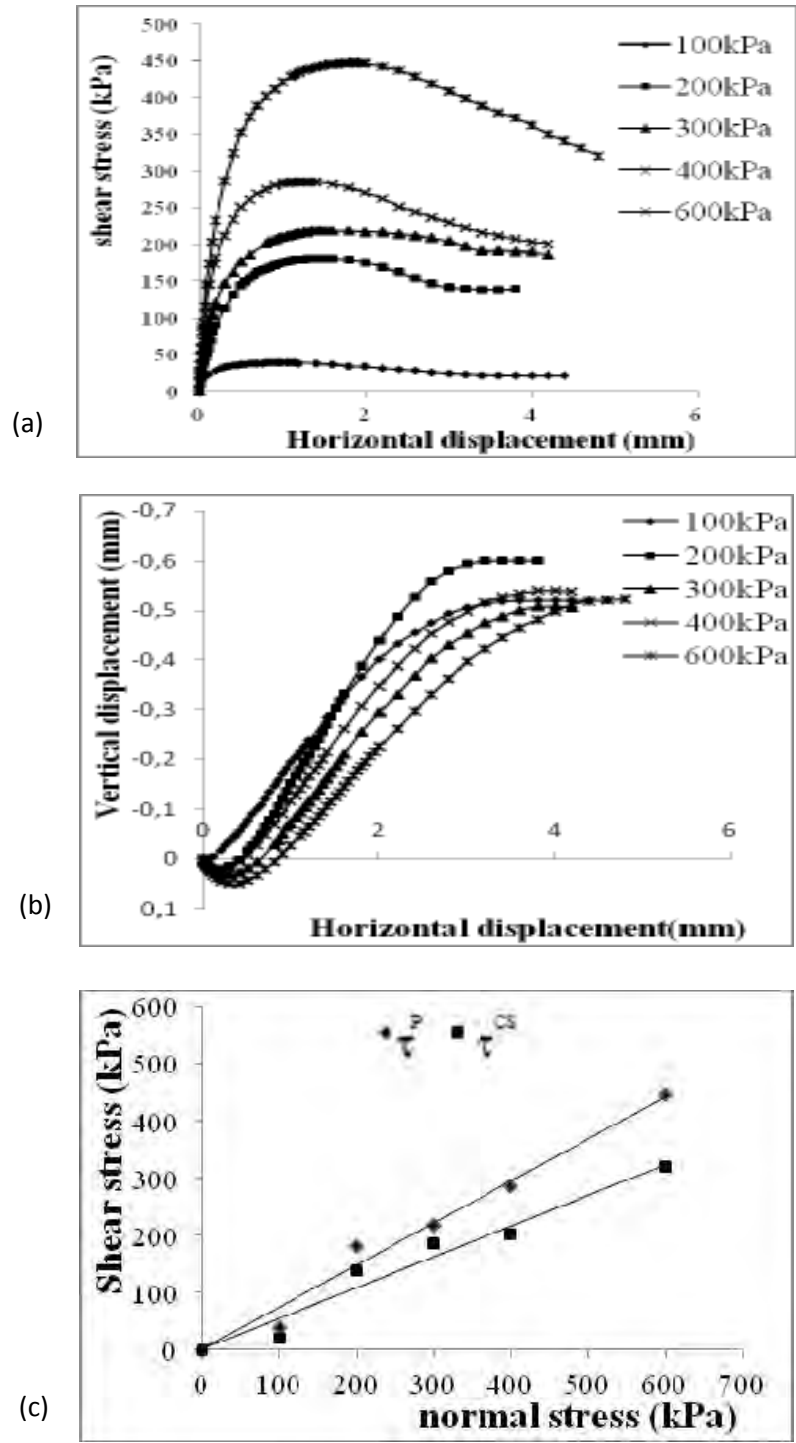 500
450
400
350
300
250
200
150
100
50
0
shear stress (kPa)
100kPa
200kPa
300kPa
400kPa
600kPa
0
2
4
6
Horizontal displacement (mm)
(a)
-0,7
-0,6
-0,5
-0,4
-0,3
-0,2
-0,1
0
0,1
Vertical displacement (mm)
100kPa
200kPa
300kPa
400kPa
600kPa
0
2
4
6
Horizontal displacement(mm)
(b)
600
500
400
300
200
100
0
Shear stress (kPa)
τP τCS
0 100 200 300 400 500 600 700
normal stress (kPa)
(c)